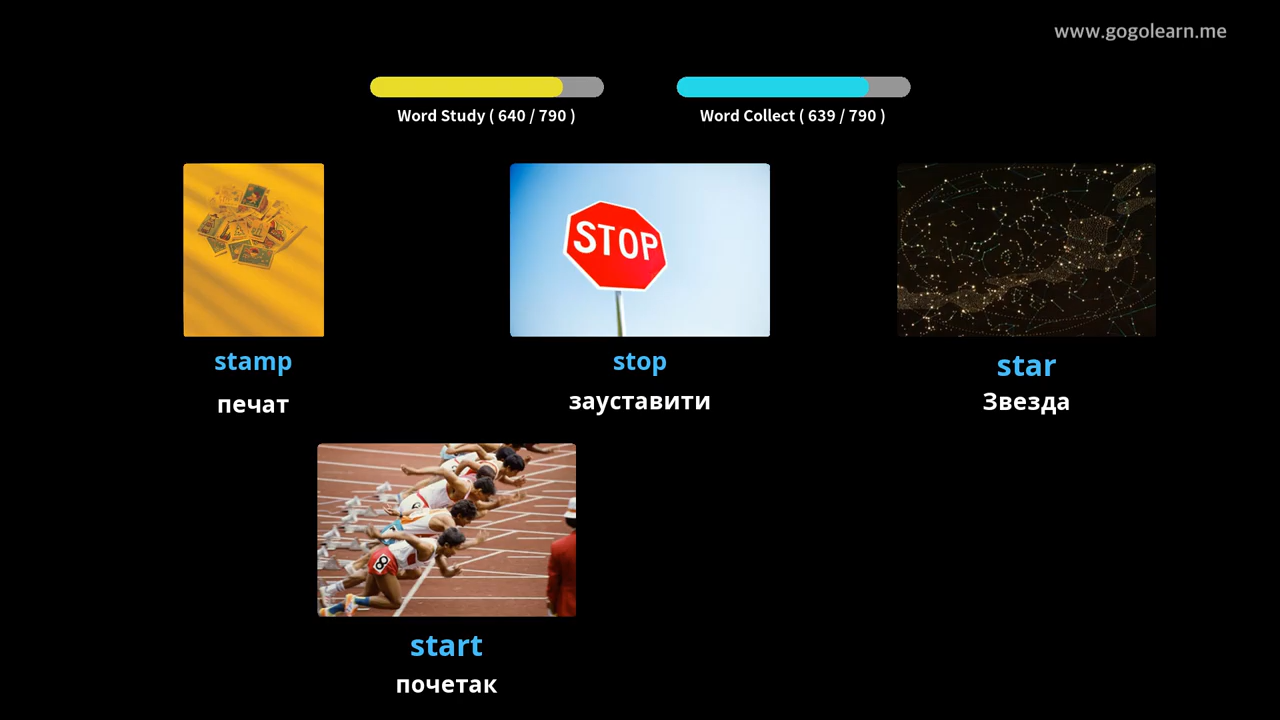 www.gogolearn.me
Word Study ( 640 / 790 )
Word Collect ( 639 / 790 )
STOP
stamp
stop
star
печат
зауставити
Звезда
8
start
почетак